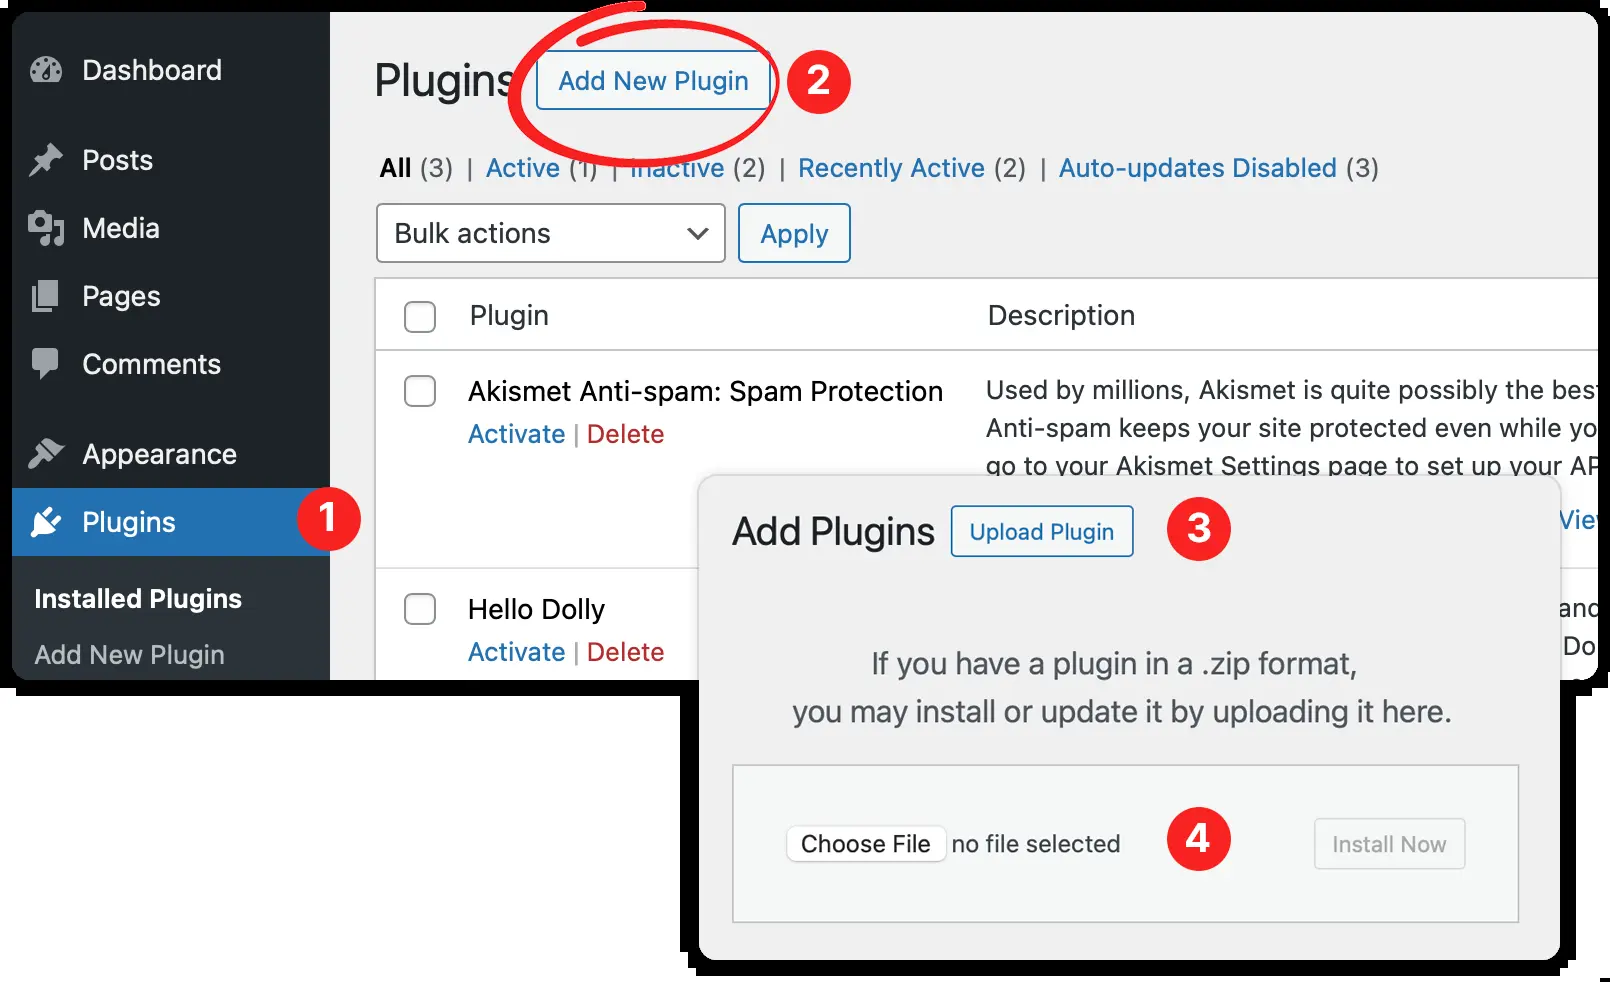 Dashboard
Posts
Media
Pages
Comments
Appearance
Plugins
1
Installed Plugins
Add New Plugin
Plugins
Add New Plugin
2
All (3) | Active (1) | Inactive (2) | Recently Active (2) | Auto-updates Disabled (3)
Bulk actions
Apply
Plugin
Description
Akismet Anti-spam: Spam Protection
Activate | Delete
Used by millions, Akismet is quite possibly the best
Anti-spam keeps your site protected even while yo
go to your Akismet Settings page to set up your AP
View
Hello Dolly
Activate | Delete
and
Do
Add Plugins
Upload Plugin
3
If you have a plugin in a .zip format,
you may install or update it by uploading it here.
Choose File no file selected
4
Install Now